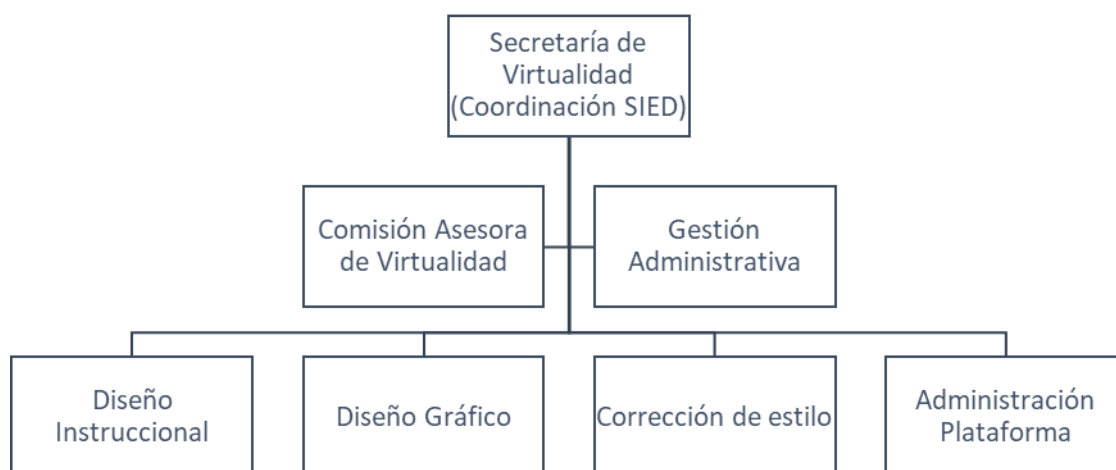 Secretaría de
Virtualidad
(Coordinación SIED)
Comisión Asesora
de Virtualidad
Gestión
Administrativa
Diseño
Instruccional
Diseño Gráfico
Corrección de estilo
Administración
Plataforma